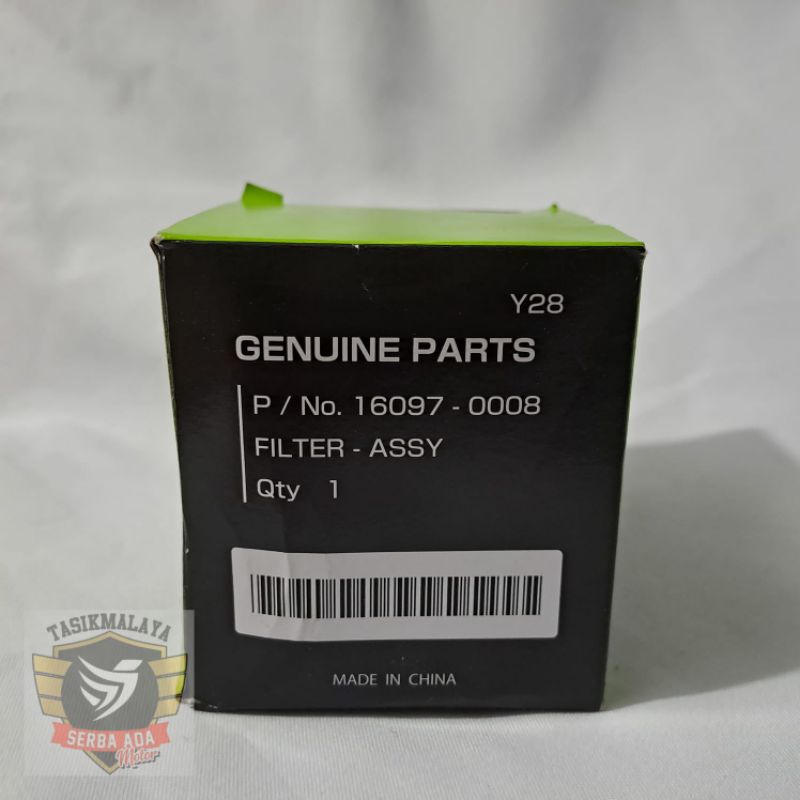 Y28
GENUINE PARTS
P / No. 16097 - 0008
FILTER - ASSY
Qty 1
MADE IN CHINA
TASIKMALAYA
SERBA ADA
Motor